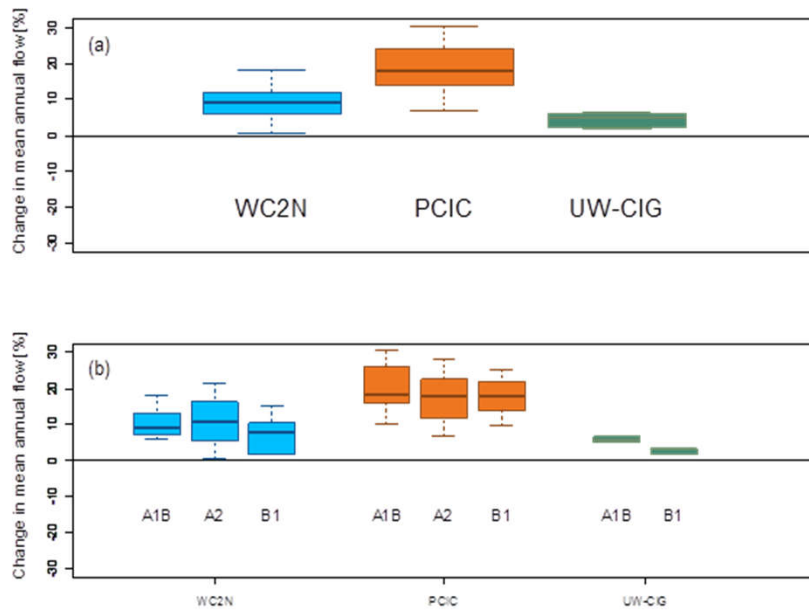 Change in mean annual flow[%]
30
20
10
0
-10
-20
-30
(a)
WC2N PCIC UW-CIG
Change in mean annual flow[%]
30
20
10
0
-10
-20
-30
(b)
A1B A2 B1 A1B A2 B1 A1B B1
WC2N PCIC UW-CIG